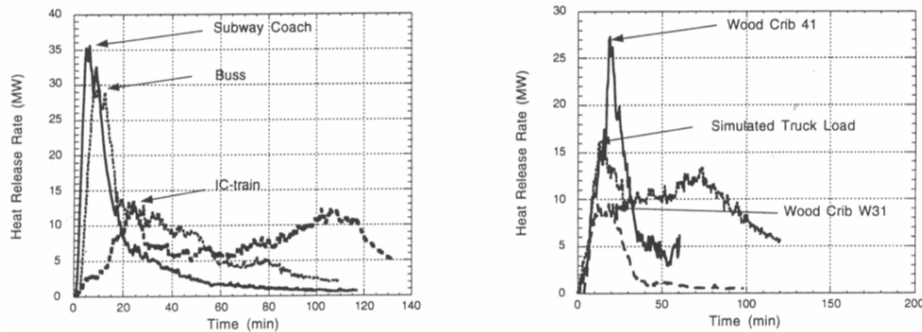 Heat Release Rate (MW)
40
35
30
25
20
15
10
5
0
Subway Coach
Buss
IC-train
0 20 40 60 80 100 120 140
Time (min)
Heat Release Rate (MW)
30
25
20
15
10
5
0
Wood Crib 41
Simulated Truck Load
Wood Crib W31
0 50 100 150 200
Time (min)